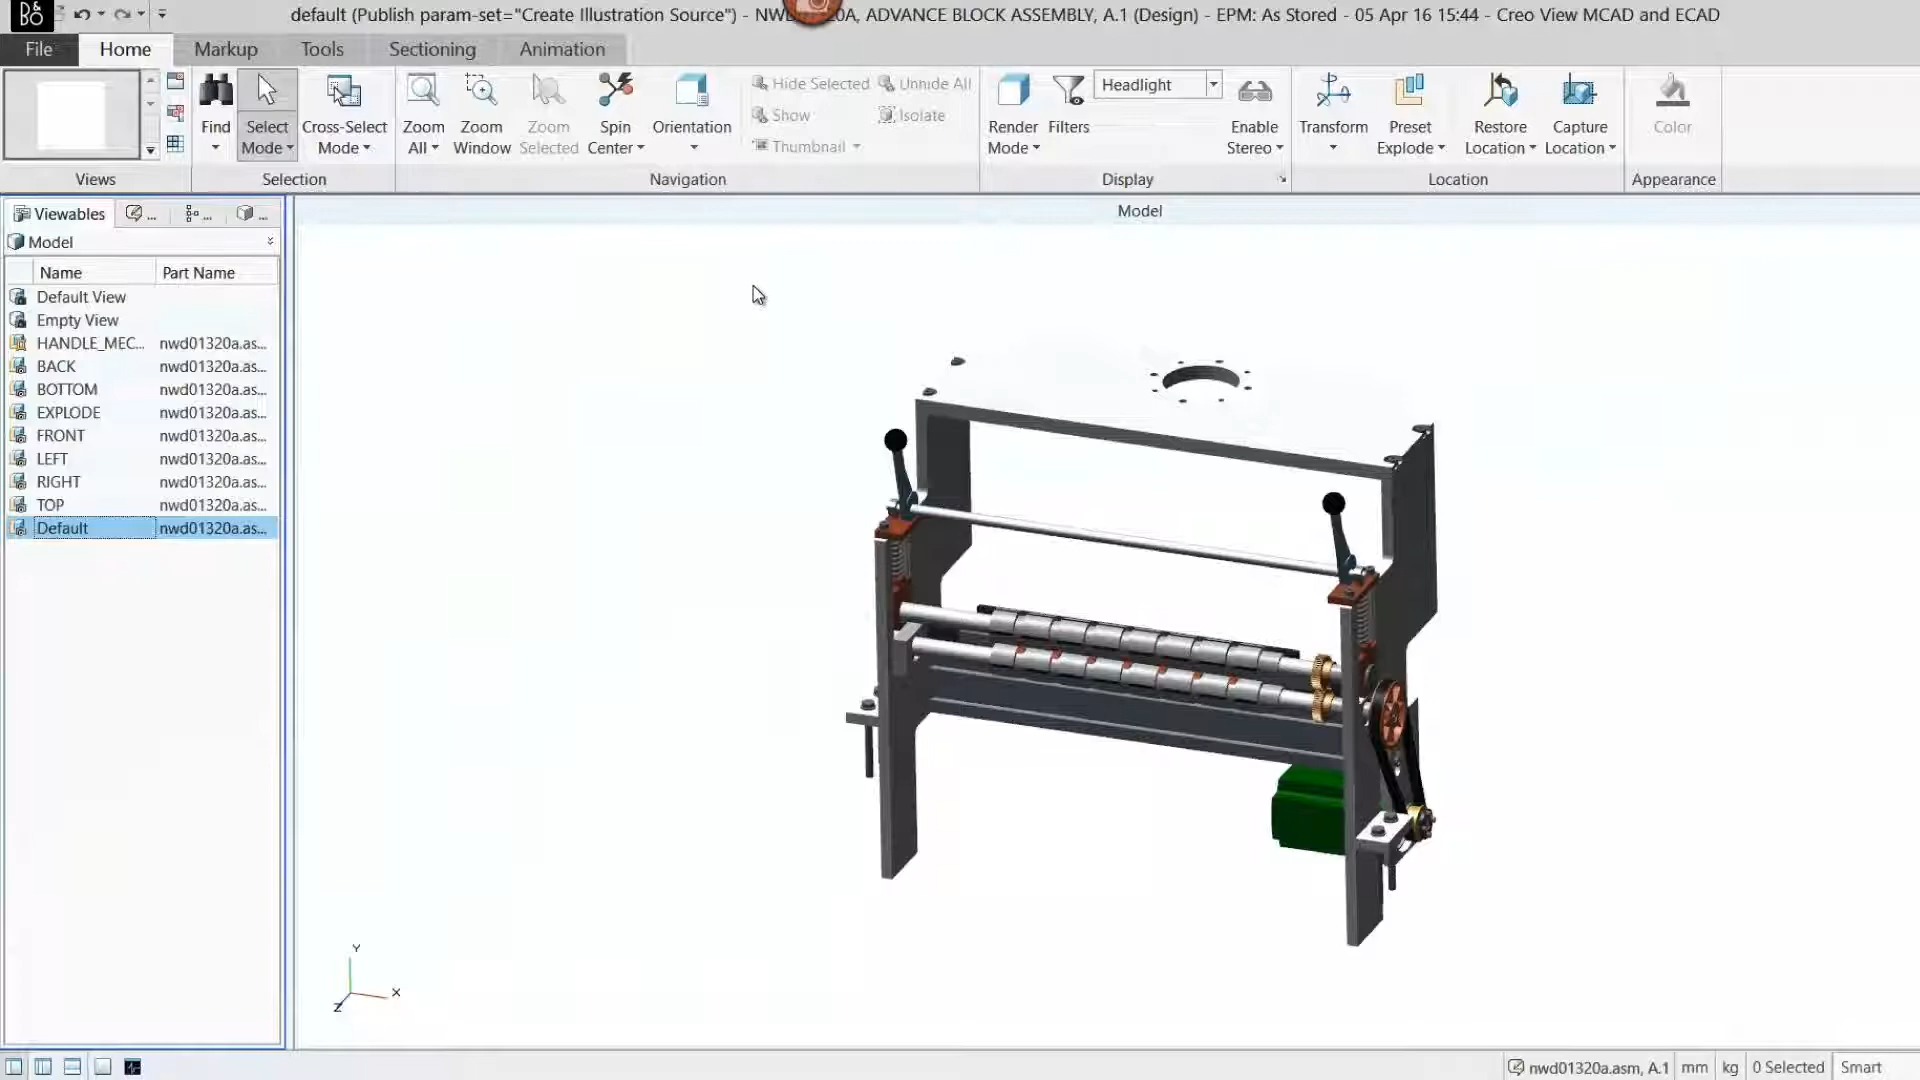 default (Publish param-set="Create Illustration Source") - NWD01320A, ADVANCE BLOCK ASSEMBLY, A.1 (Design) - EPM: As Stored - 05 Apr 16 15:44 - Creo View MCAD and ECAD
File Home Markup Tools Sectioning Animation
Find
Select Mode
Cross-Select Mode
Zoom All
Zoom Window
Zoom Selected
Spin Center
Orientation
Hide Selected
Show
Thumbnail
Unhide All
Isolate
Render Mode
Filters
Headlight
Enable Stereo
Transform
Preset Explode
Restore Location
Capture Location
Color
Views Selection Navigation Display Location Appearance
Viewables ... ... ...
Model
Model
Name Part Name
Default View
Empty View
HANDLE_MEC... nwd01320a.as...
BACK nwd01320a.as...
BOTTOM nwd01320a.as...
EXPLODE nwd01320a.as...
FRONT nwd01320a.as...
LEFT nwd01320a.as...
RIGHT nwd01320a.as...
TOP nwd01320a.as...
Default nwd01320a.as...
Y
X
Z
nwd01320a.asm, A.1 mm kg 0 Selected Smart